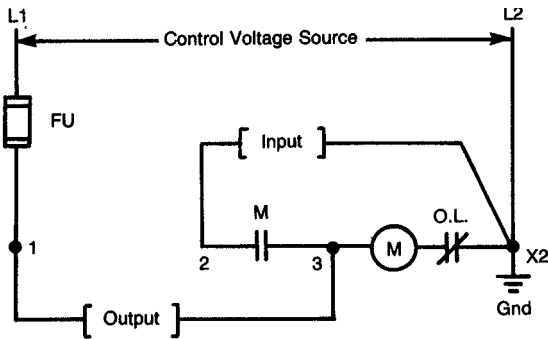 L1
L2
Control Voltage Source
FU
Input
M
O.L.
1
2
3
M
X2
Gnd
Output